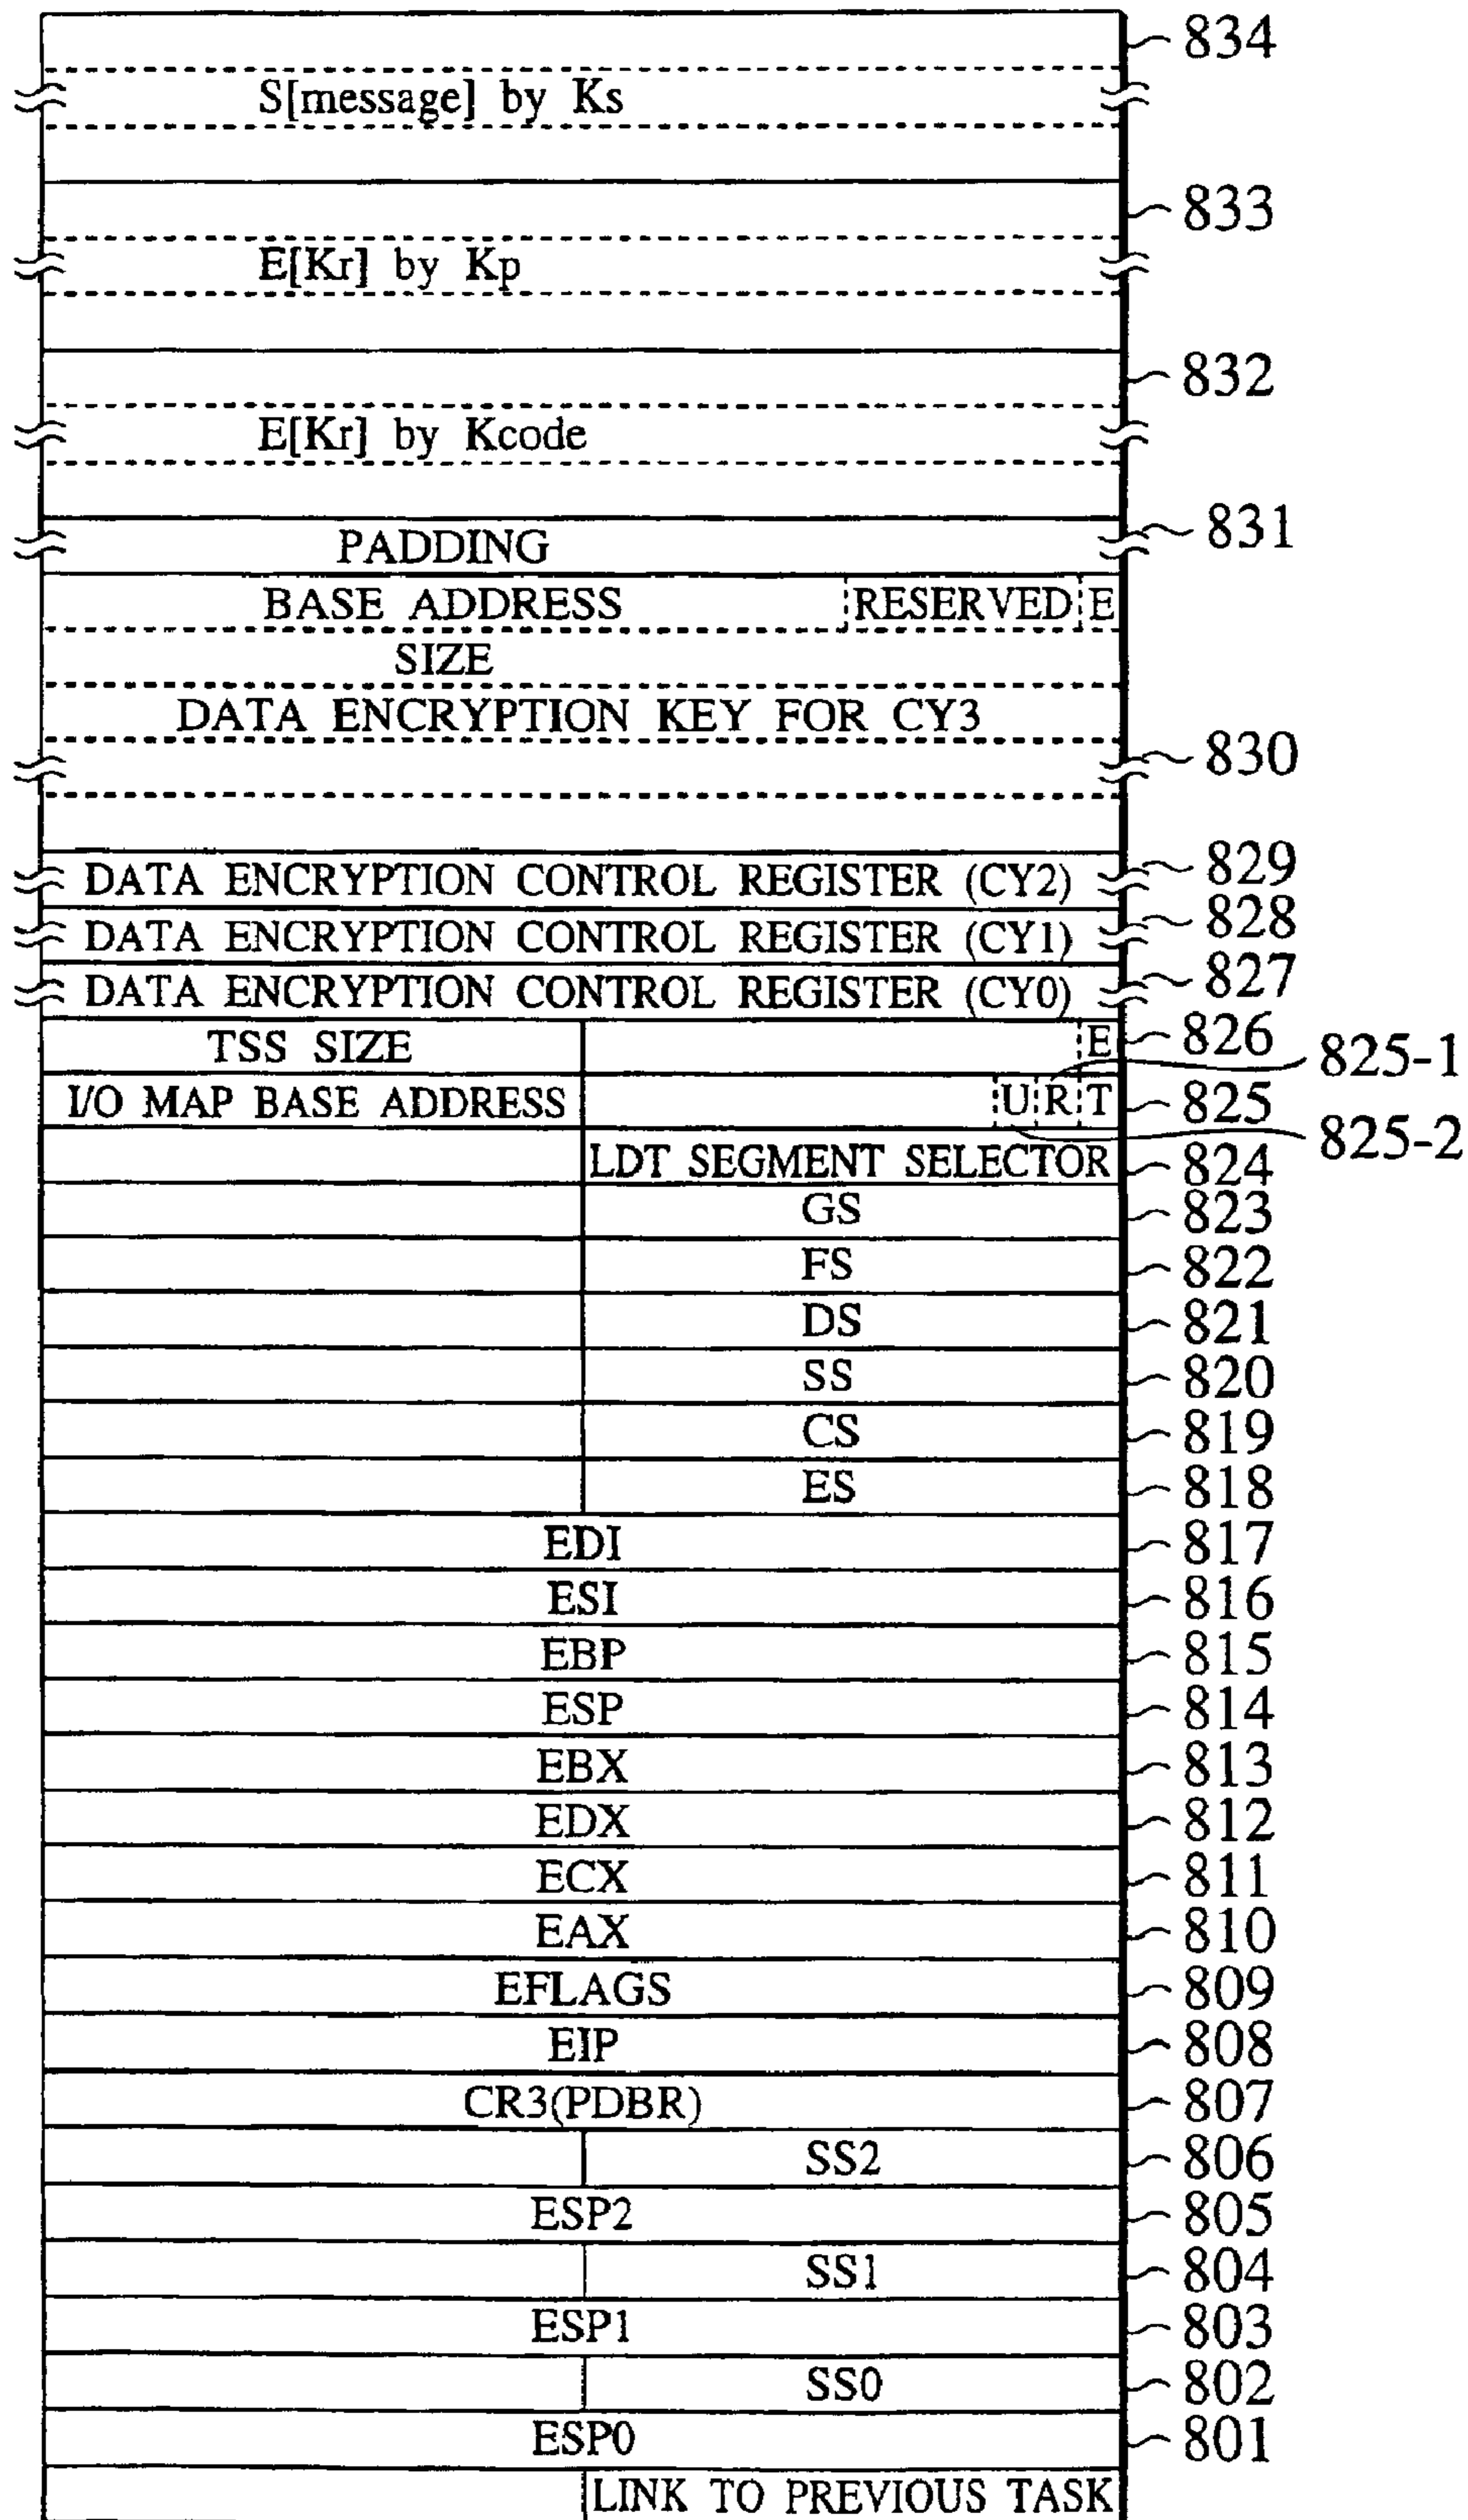 834
S[message] by Ks
833
E[Kr] by Kp
832
E[Kr] by Kcode
831
PADDING
BASE ADDRESS RESERVED E
SIZE
DATA ENCRYPTION KEY FOR CY3
830
DATA ENCRYPTION CONTROL REGISTER (CY2) 829
DATA ENCRYPTION CONTROL REGISTER (CY1) 828
DATA ENCRYPTION CONTROL REGISTER (CY0) 827
TSS SIZE E 826
825-1
I/O MAP BASE ADDRESS U R T 825
825-2
LDT SEGMENT SELECTOR 824
GS 823
FS 822
DS 821
SS 820
CS 819
ES 818
EDI 817
ESI 816
EBP 815
ESP 814
EBX 813
EDX 812
ECX 811
EAX 810
EFLAGS 809
EIP 808
CR3(PDBR) 807
SS2 806
ESP2 805
SS1 804
ESP1 803
SS0 802
ESP0 801
LINK TO PREVIOUS TASK